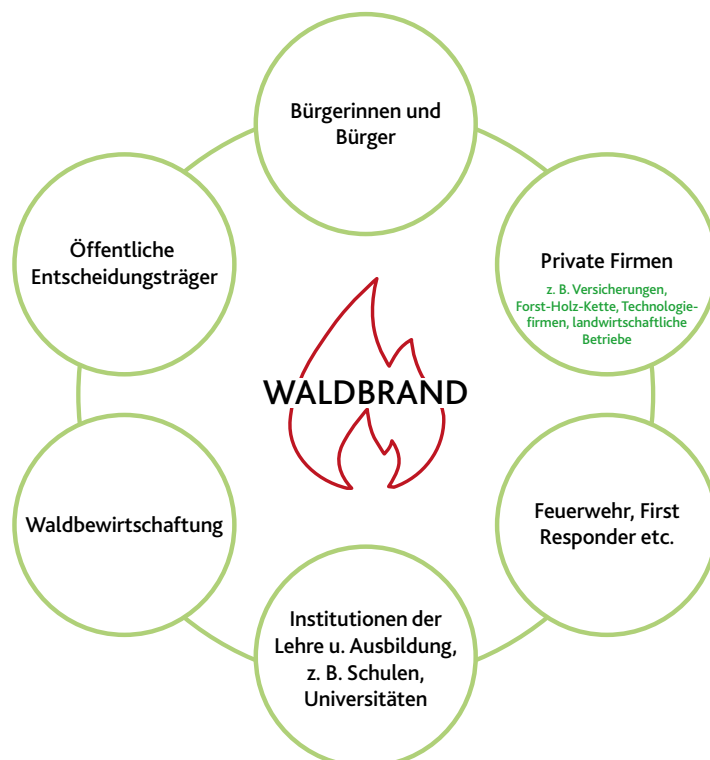 Bürgerinnen und
Bürger
Öffentliche
Entscheidungsträger
Private Firmen
z. B. Versicherungen,
Forst-Holz-Kette, Technologie-
firmen, landwirtschaftliche
Betriebe
WALDBRAND
Waldbewirtschaftung
Feuerwehr, First
Responder etc.
Institutionen der
Lehre u. Ausbildung,
z. B. Schulen,
Universitäten